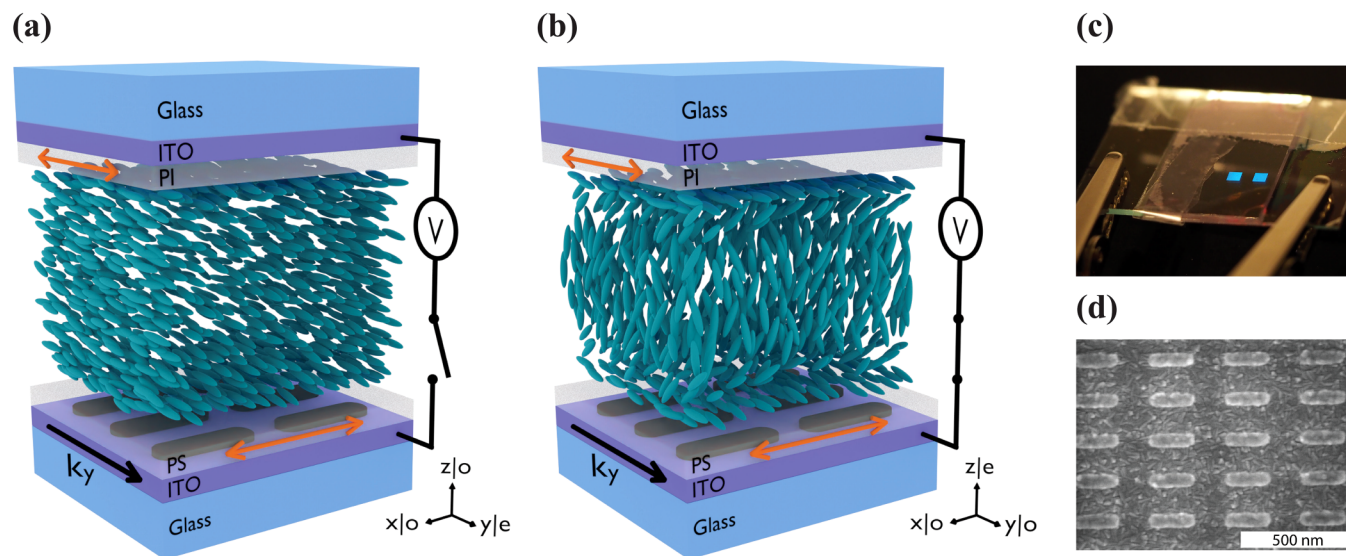 (a)
Glass
ITO
PI
V
ky
PS
ITO
Glass
z|o
x|o
y|e
(b)
Glass
ITO
PI
V
ky
PS
ITO
Glass
z|e
x|o
y|o
(c)
(d)
500 nm